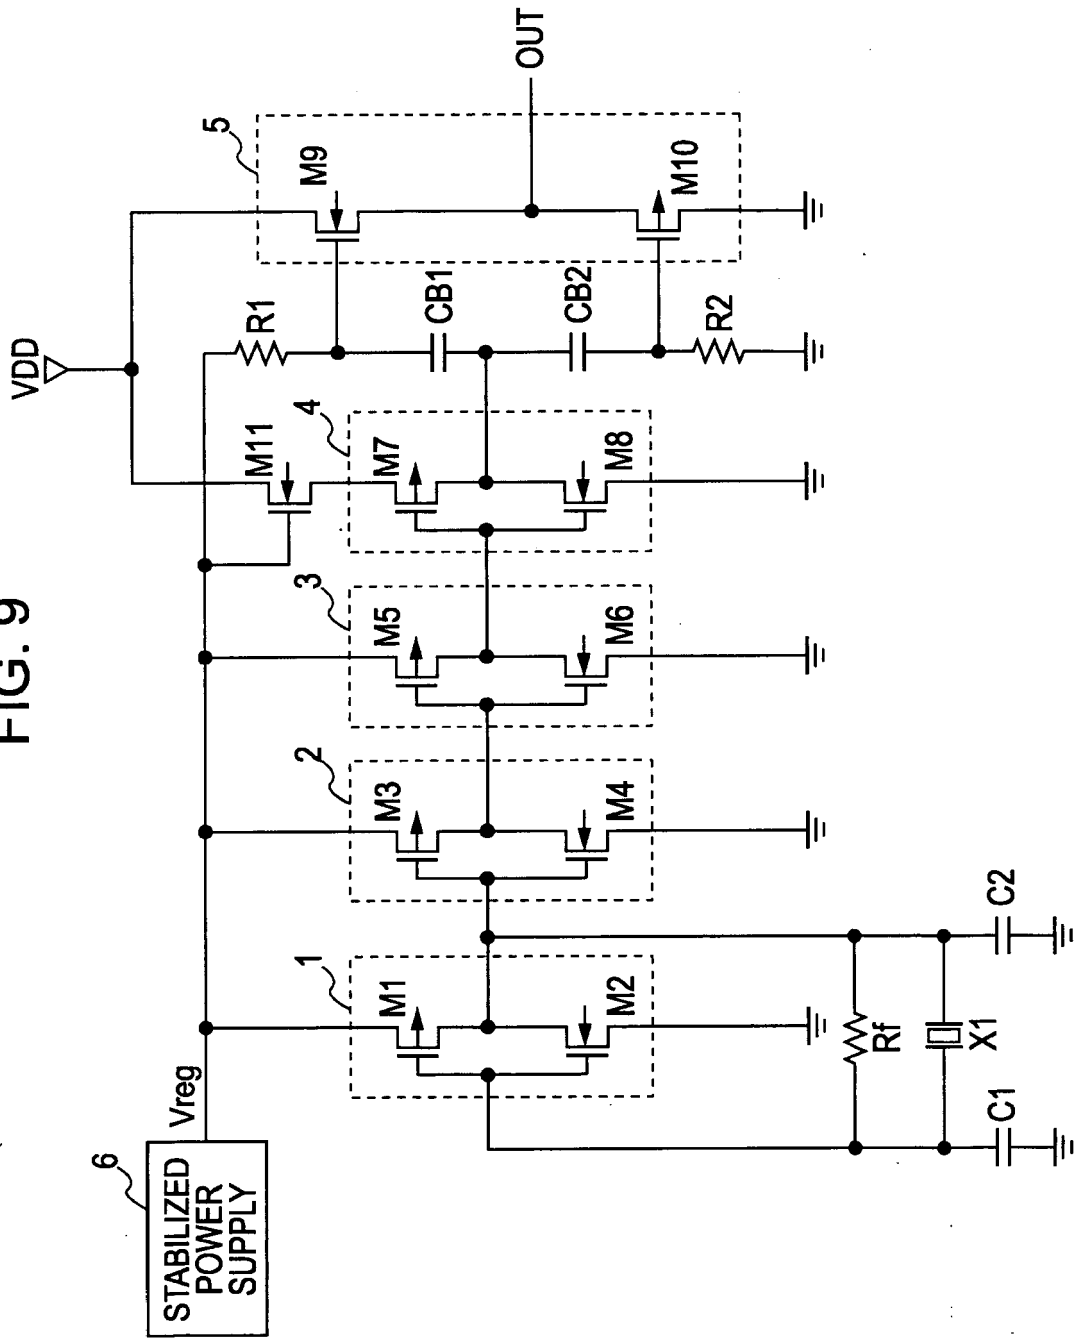 FIG. 9
VDD
6
STABILIZED
POWER
SUPPLY
Vreg
1
M1
M2
2
M3
M4
3
M5
M6
M11
4
M7
M8
R1
CB1
CB2
R2
5
M9
M10
OUT
Rf
X1
C1
C2